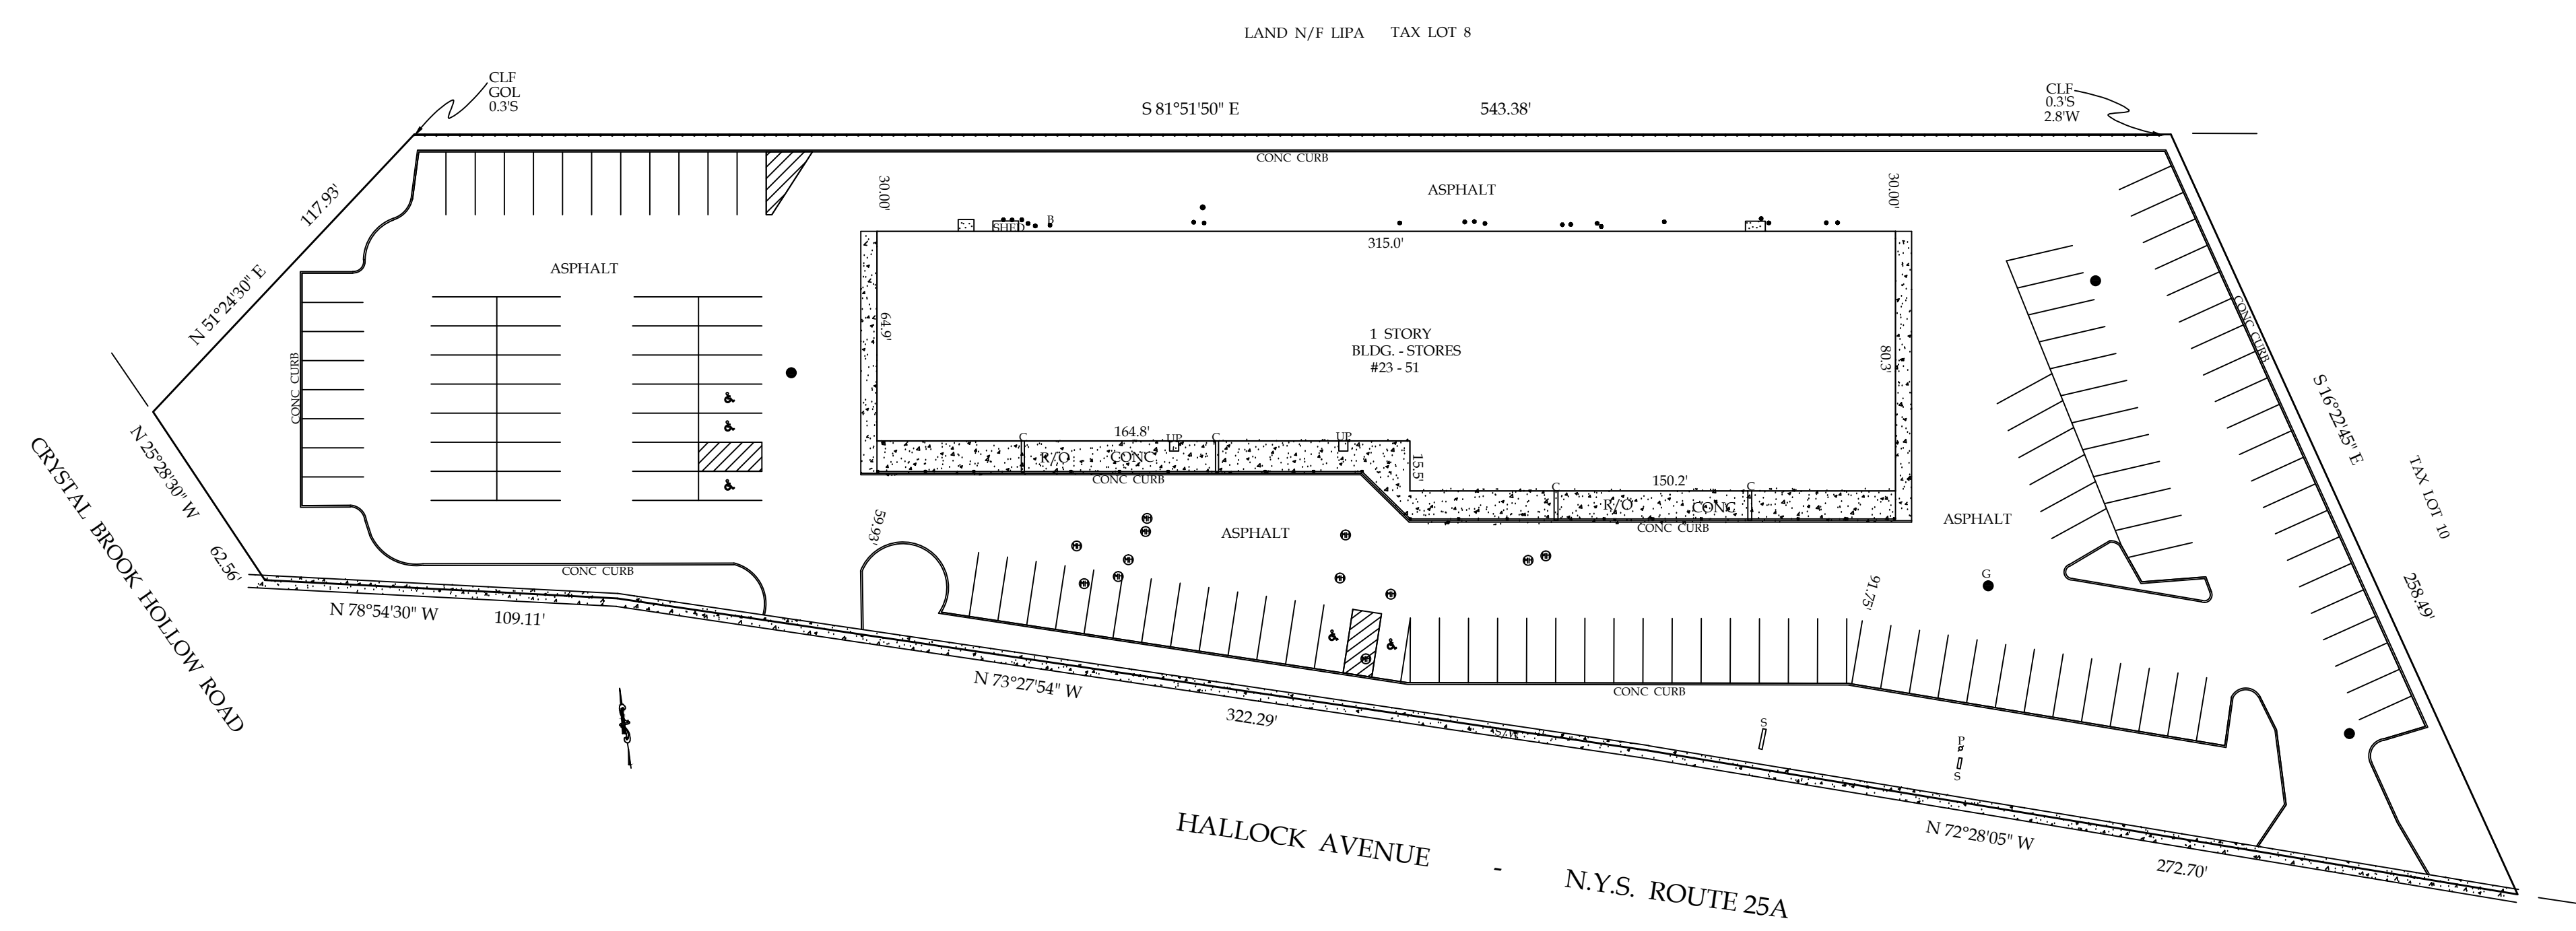 LAND N/F LIPA TAX LOT 8
CLF
GOL
0.3'S
S 81°51'50" E 543.38'
CLF
0.3'S
2.8'W
CONC CURB
ASPHALT
30.00'
30.00'
117.93'
N 51°24'30" E
SHED
B
315.0'
ASPHALT
64.9'
1 STORY
BLDG. - STORES
#23 - 51
80.3'
CONC CURB
CONC CURB
S 16°22'45" E
258.49'
TAX LOT 10
N 25°28'30" W
62.56'
CRYSTAL BROOK HOLLOW ROAD
164.8'
C
UP
C
UP
R/O CONC
CONC CURB
15.5'
150.2'
C
C
R/O CONC
CONC CURB
59.93'
ASPHALT
ASPHALT
91.75'
G
CONC CURB
N 78°54'30" W
109.11'
N 73°27'54" W
322.29'
CONC CURB
S/W
S
P
S
N 72°28'05" W
272.70'
HALLOCK AVENUE - N.Y.S. ROUTE 25A